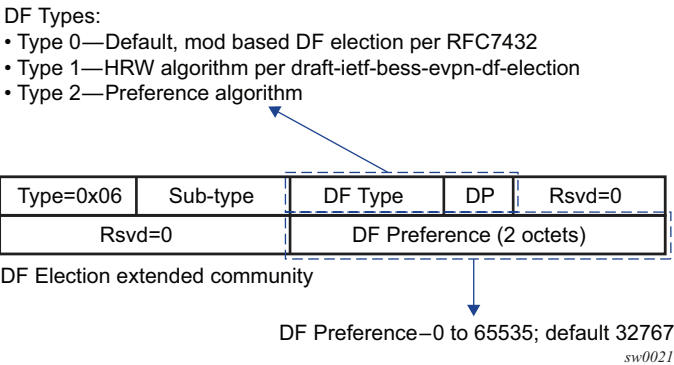 DF Types:
• Type 0—Default, mod based DF election per RFC7432
• Type 1—HRW algorithm per draft-ietf-bess-evpn-df-election
• Type 2—Preference algorithm
Type=0x06 Sub-type DF Type DP Rsvd=0
Rsvd=0 DF Preference (2 octets)
DF Election extended community
DF Preference–0 to 65535; default 32767
sw0021